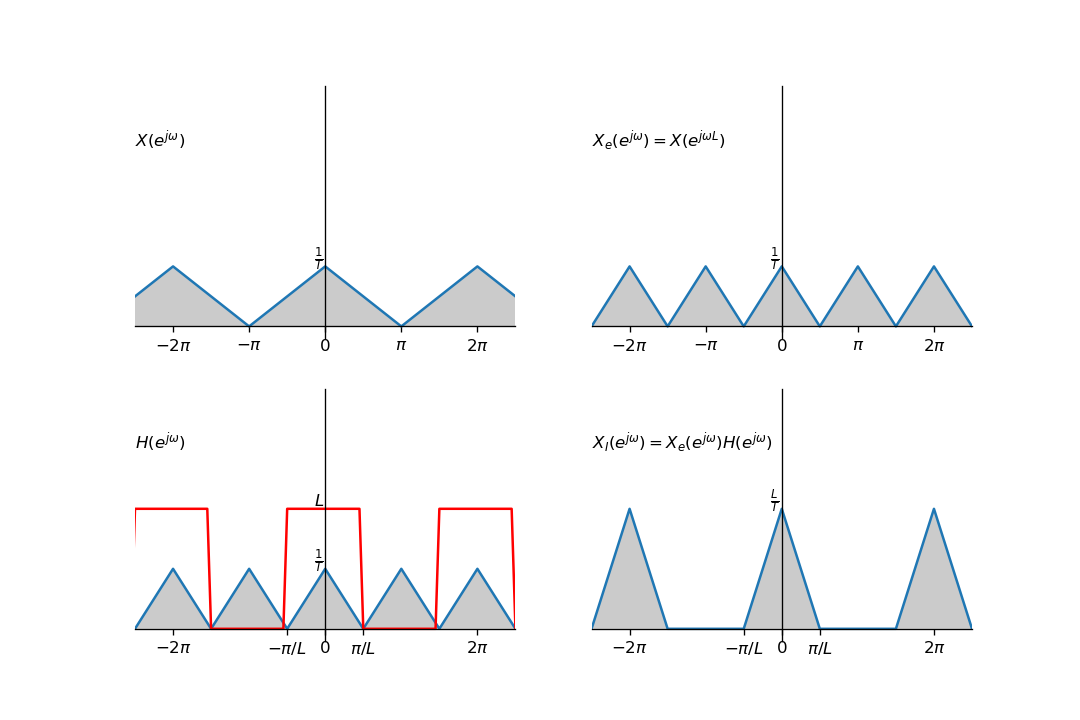 X(e^{jω})
1/T
−2π −π 0 π 2π
X_e(e^{jω}) = X(e^{jωL})
1/T
−2π −π 0 π 2π
H(e^{jω})
L
1/T
−2π −π/L 0 π/L 2π
X_l(e^{jω}) = X_e(e^{jω})H(e^{jω})
L/T
−2π −π/L 0 π/L 2π